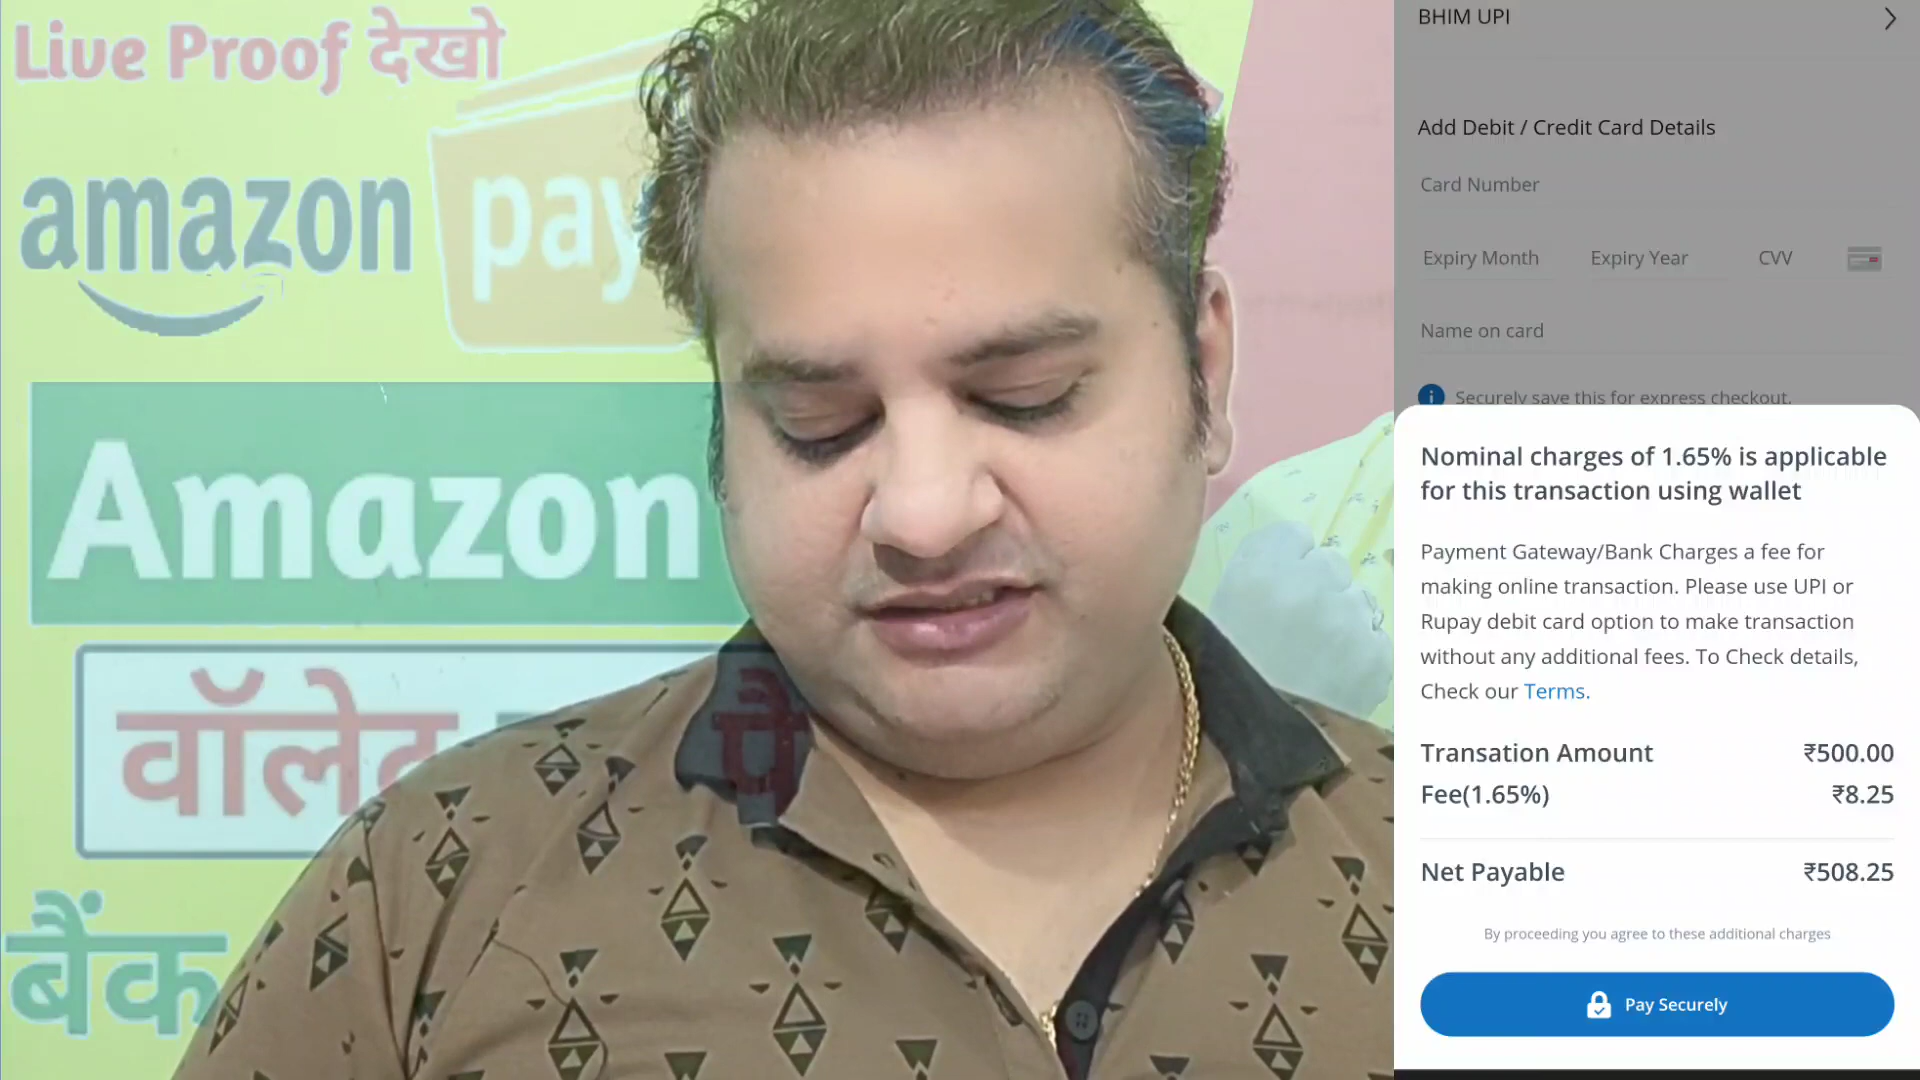 Live Proof देखो
amazon pay
Amazon
वॉलेट
पै
बैंक
BHIM UPI
Add Debit / Credit Card Details
Card Number
Expiry Month Expiry Year CVV
Name on card
Securely save this for express checkout.
Nominal charges of 1.65% is applicable
for this transaction using wallet
Payment Gateway/Bank Charges a fee for
making online transaction. Please use UPI or
Rupay debit card option to make transaction
without any additional fees. To Check details,
Check our Terms.
Transation Amount ₹500.00
Fee(1.65%) ₹8.25
Net Payable ₹508.25
By proceeding you agree to these additional charges
Pay Securely